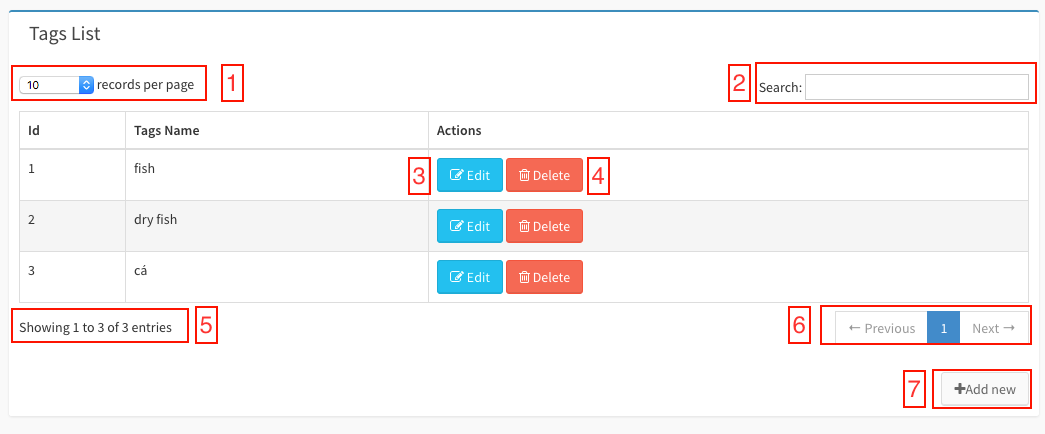 Tags List
10 records per page 1 2 Search:
Id Tags Name Actions
1 fish 3 Edit Delete 4
2 dry fish Edit Delete
3 cá Edit Delete
Showing 1 to 3 of 3 entries 5 6 ← Previous 1 Next →
7 +Add new